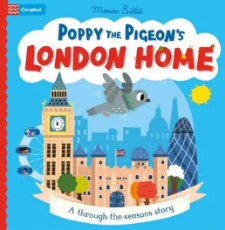 Campbell
Marion Billet
POPPY THE PIGEON'S
LONDON HOME
A through-the-seasons story